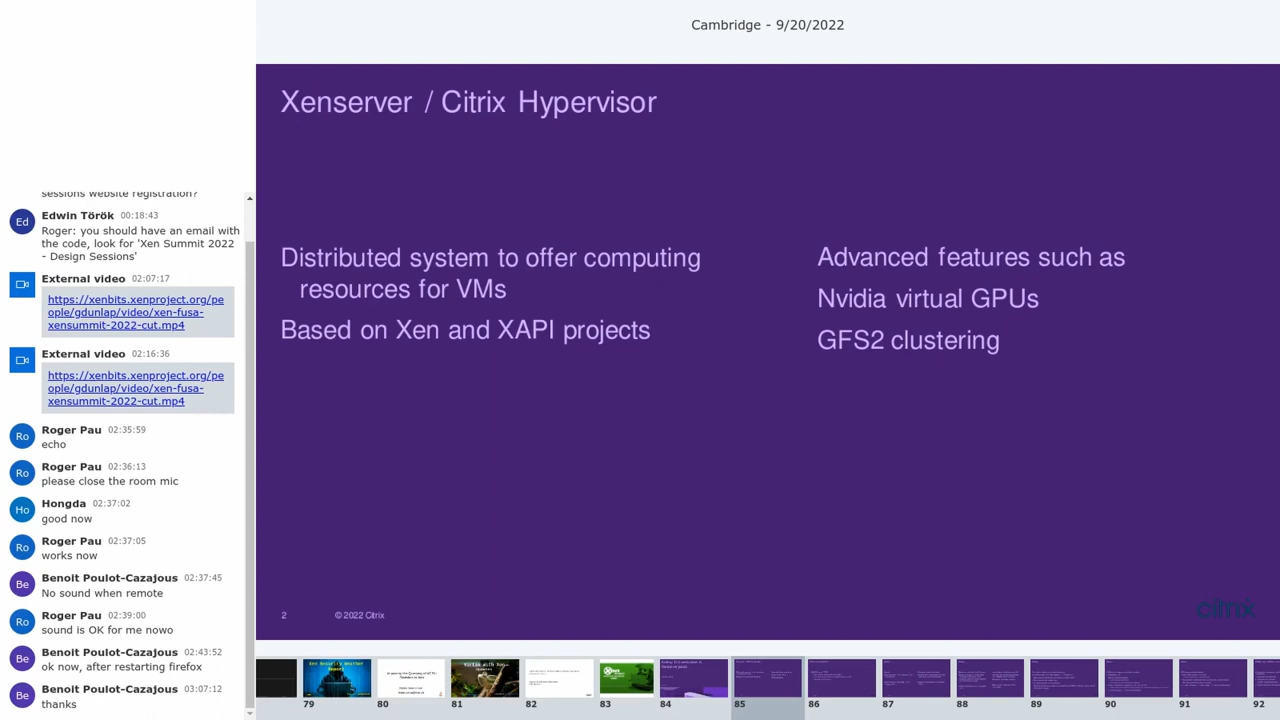 Cambridge - 9/20/2022
sessions website registration?
Ed
Edwin Török 00:18:43
Roger: you should have an email with
the code, look for 'Xen Summit 2022
- Design Sessions'
External video 02:07:17
https://xenbits.xenproject.org/pe
ople/gdunlap/video/xen-fusa-
xensummit-2022-cut.mp4
External video 02:16:36
https://xenbits.xenproject.org/pe
ople/gdunlap/video/xen-fusa-
xensummit-2022-cut.mp4
Ro
Roger Pau 02:35:59
echo
Ro
Roger Pau 02:36:13
please close the room mic
Ho
Hongda 02:37:02
good now
Ro
Roger Pau 02:37:05
works now
Be
Benoit Poulot-Cazajous 02:37:45
No sound when remote
Ro
Roger Pau 02:39:00
sound is OK for me nowo
Be
Benoit Poulot-Cazajous 02:43:52
ok now, after restarting firefox
Be
Benoit Poulot-Cazajous 03:07:12
thanks
Xenserver / Citrix Hypervisor
Distributed system to offer computing
resources for VMs
Based on Xen and XAPI projects
Advanced features such as
Nvidia virtual GPUs
GFS2 clustering
2 © 2022 Citrix
citrix
79 80 81 82 83 84 85 86 87 88 89 90 91 92